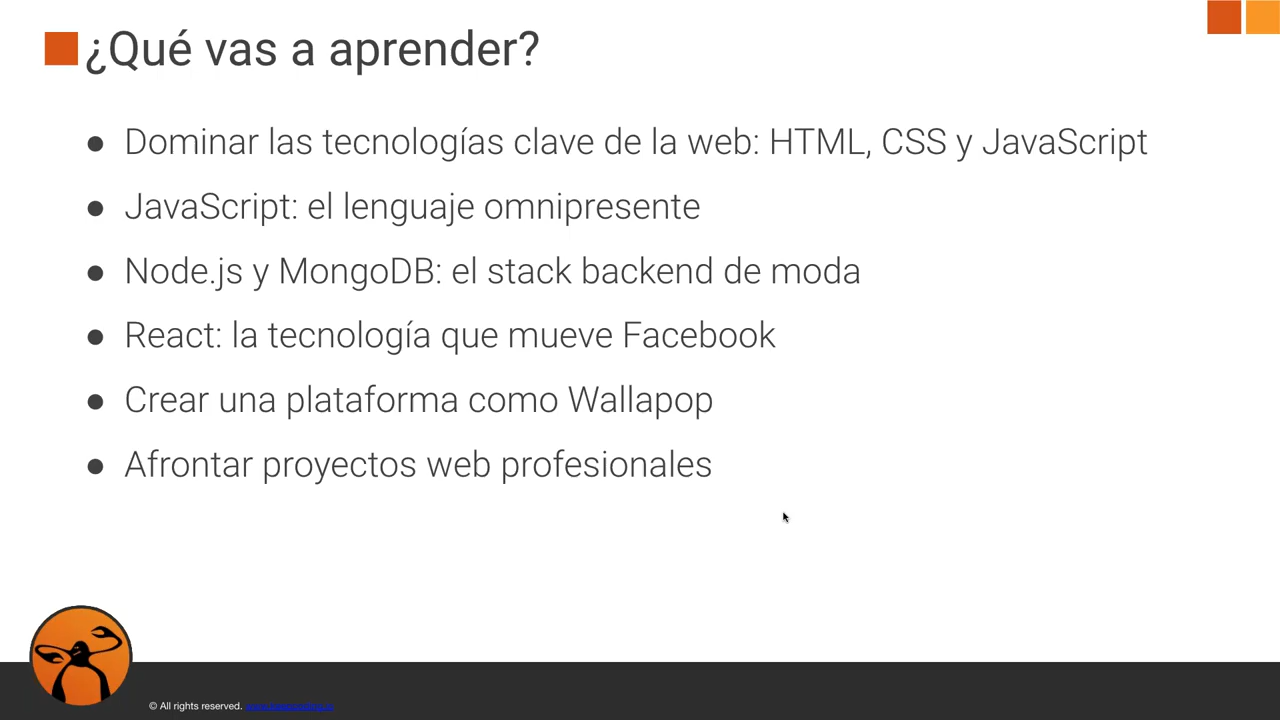 ¿Qué vas a aprender?
● Dominar las tecnologías clave de la web: HTML, CSS y JavaScript
● JavaScript: el lenguaje omnipresente
● Node.js y MongoDB: el stack backend de moda
● React: la tecnología que mueve Facebook
● Crear una plataforma como Wallapop
● Afrontar proyectos web profesionales
© All rights reserved.